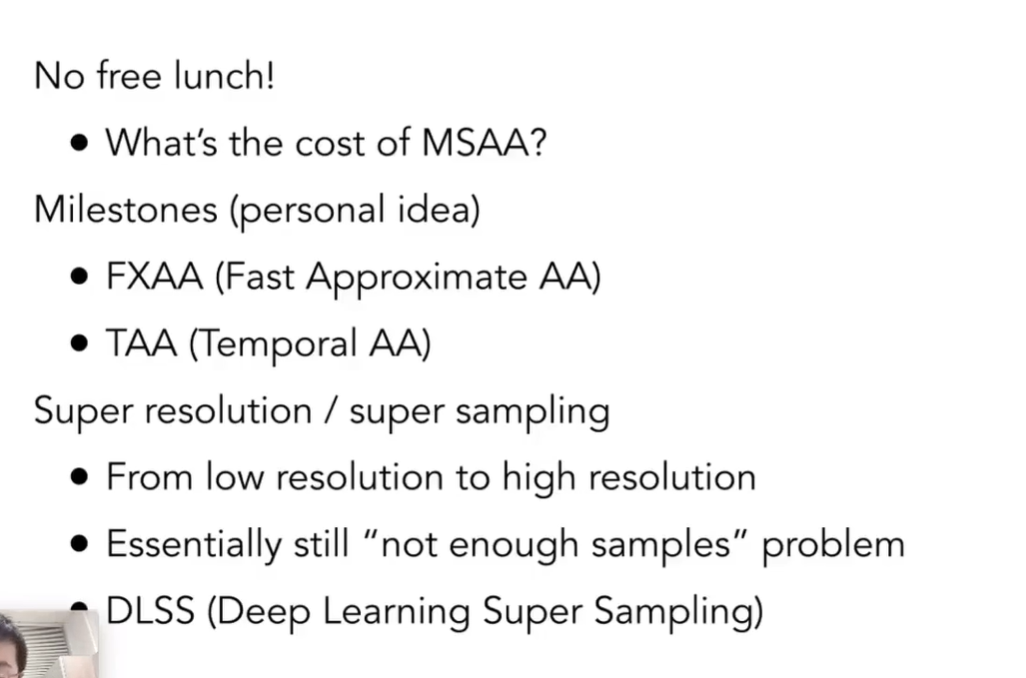 No free lunch!
● What’s the cost of MSAA?
Milestones (personal idea)
● FXAA (Fast Approximate AA)
● TAA (Temporal AA)
Super resolution / super sampling
● From low resolution to high resolution
● Essentially still “not enough samples” problem
● DLSS (Deep Learning Super Sampling)